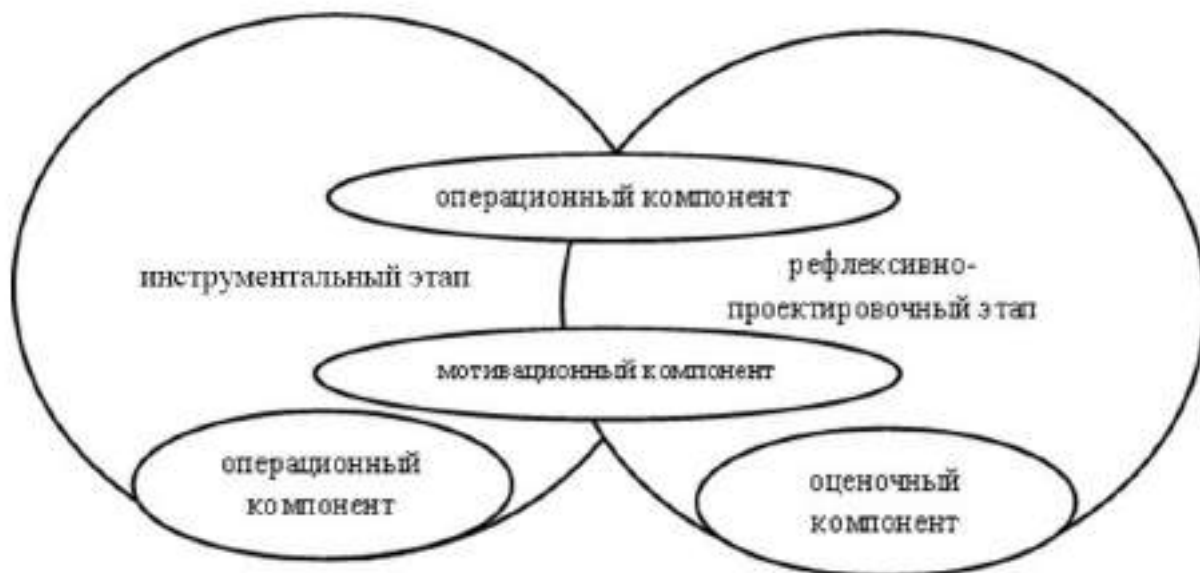 операционный компонент
инструментальный этап
рефлексивно-
проектировочный этап
мотивационный компонент
операционный
компонент
оценочный
компонент